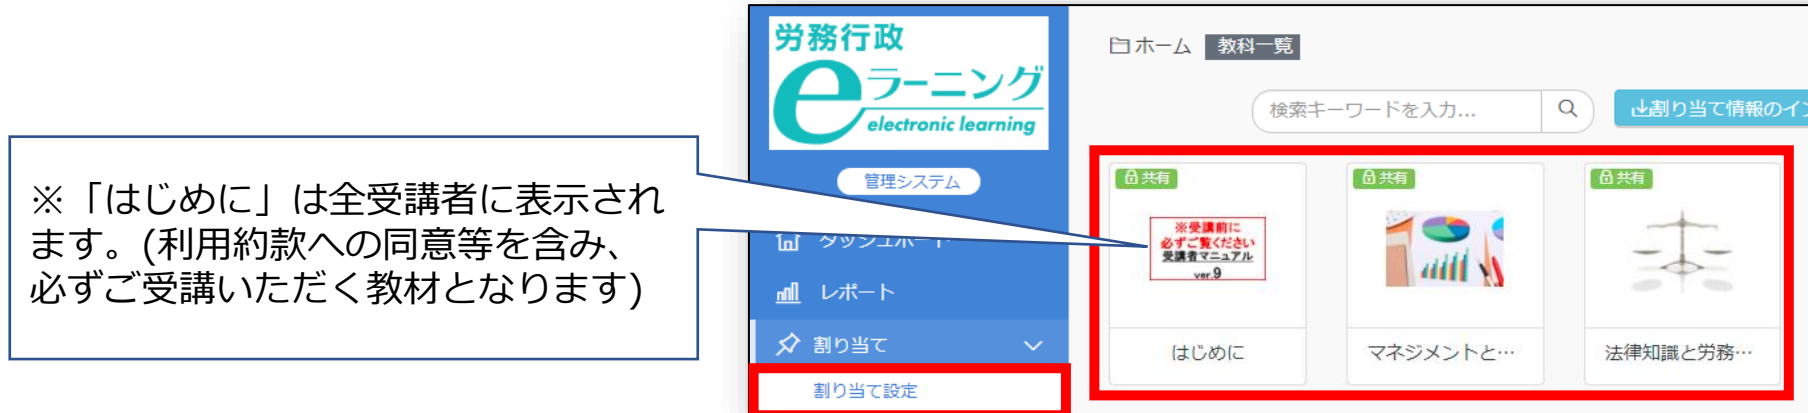 ※「はじめに」は全受講者に表示され
ます。(利用約款への同意等を含み、
必ずご受講いただく教材となります)
労務行政
eラーニング
electronic learning
管理システム
ダッシュボード
レポート
割り当て
割り当て設定
ホーム 教科一覧
検索キーワードを入力...
割り当て情報のイン
共有
※受講前に
必ずご覧ください
受講者マニュアル
ver.9
はじめに
共有
マネジメントと…
共有
法律知識と労務…